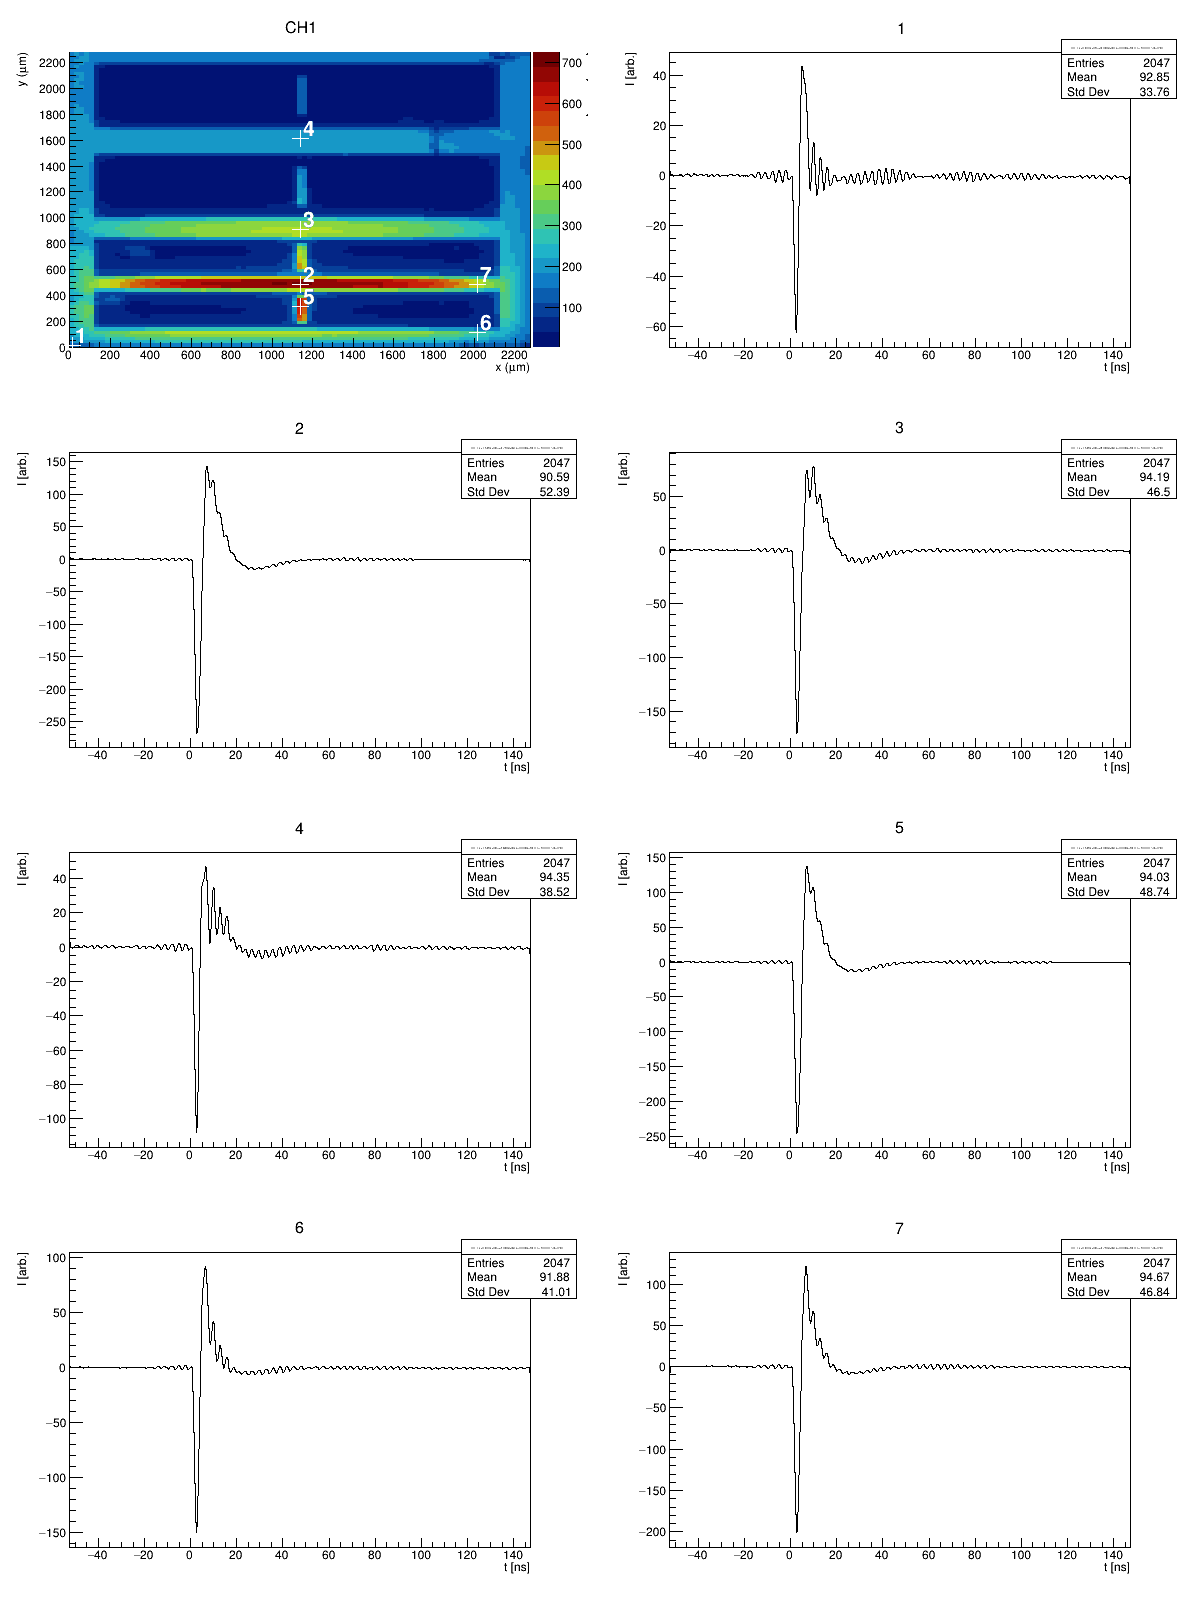 CH1
y (μm)
2200
2000
1800
1600
1400
1200
1000
800
600
400
200
0
0 200 400 600 800 1000 1200 1400 1600 1800 2000 2200
x (μm)
700
600
500
400
300
200
100
4
3
2
7
5
6
1
1
I [arb.]
Entries 2047
Mean 92.85
Std Dev 33.76
40
20
0
−20
−40
−60
−40 −20 0 20 40 60 80 100 120 140
t [ns]
2
I [arb.]
Entries 2047
Mean 90.59
Std Dev 52.39
150
100
50
0
−50
−100
−150
−200
−250
−40 −20 0 20 40 60 80 100 120 140
t [ns]
3
I [arb.]
Entries 2047
Mean 94.19
Std Dev 46.5
50
0
−50
−100
−150
−40 −20 0 20 40 60 80 100 120 140
t [ns]
4
I [arb.]
Entries 2047
Mean 94.35
Std Dev 38.52
40
20
0
−20
−40
−60
−80
−100
−40 −20 0 20 40 60 80 100 120 140
t [ns]
5
I [arb.]
Entries 2047
Mean 94.03
Std Dev 48.74
150
100
50
0
−50
−100
−150
−200
−250
−40 −20 0 20 40 60 80 100 120 140
t [ns]
6
I [arb.]
Entries 2047
Mean 91.88
Std Dev 41.01
100
50
0
−50
−100
−150
−40 −20 0 20 40 60 80 100 120 140
t [ns]
7
I [arb.]
Entries 2047
Mean 94.67
Std Dev 46.84
100
50
0
−50
−100
−150
−200
−40 −20 0 20 40 60 80 100 120 140
t [ns]